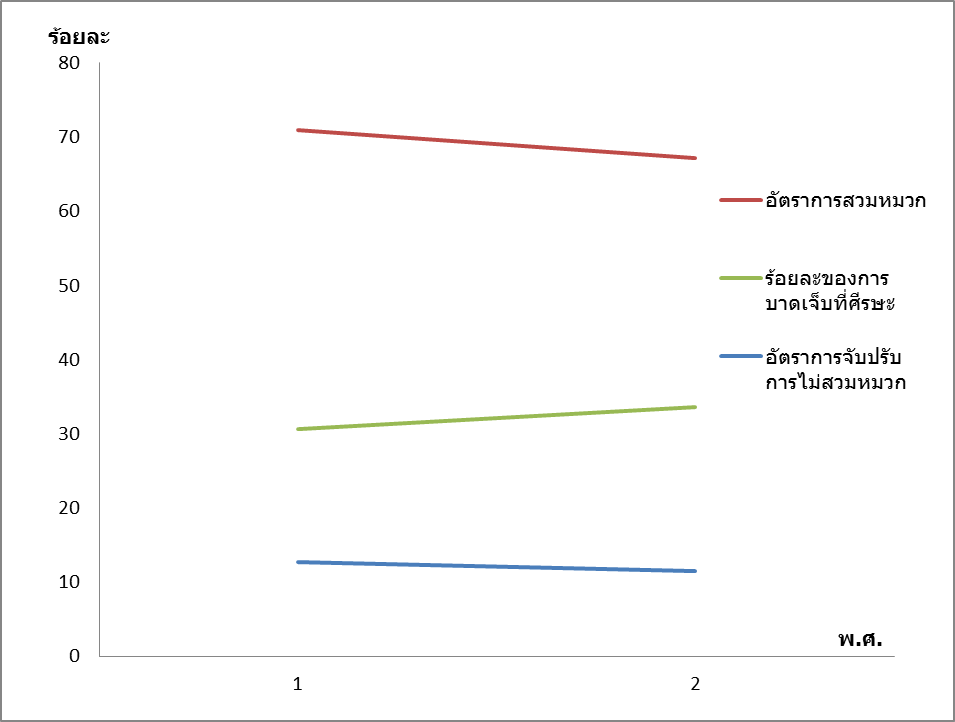 ร้อยละ
80
70
60
50
40
30
20
10
0
1
2
พ.ศ.
อัตราการสวมหมวก
ร้อยละของการ
บาดเจ็บที่ศีรษะ
อัตราการจับปรับ
การไม่สวมหมวก